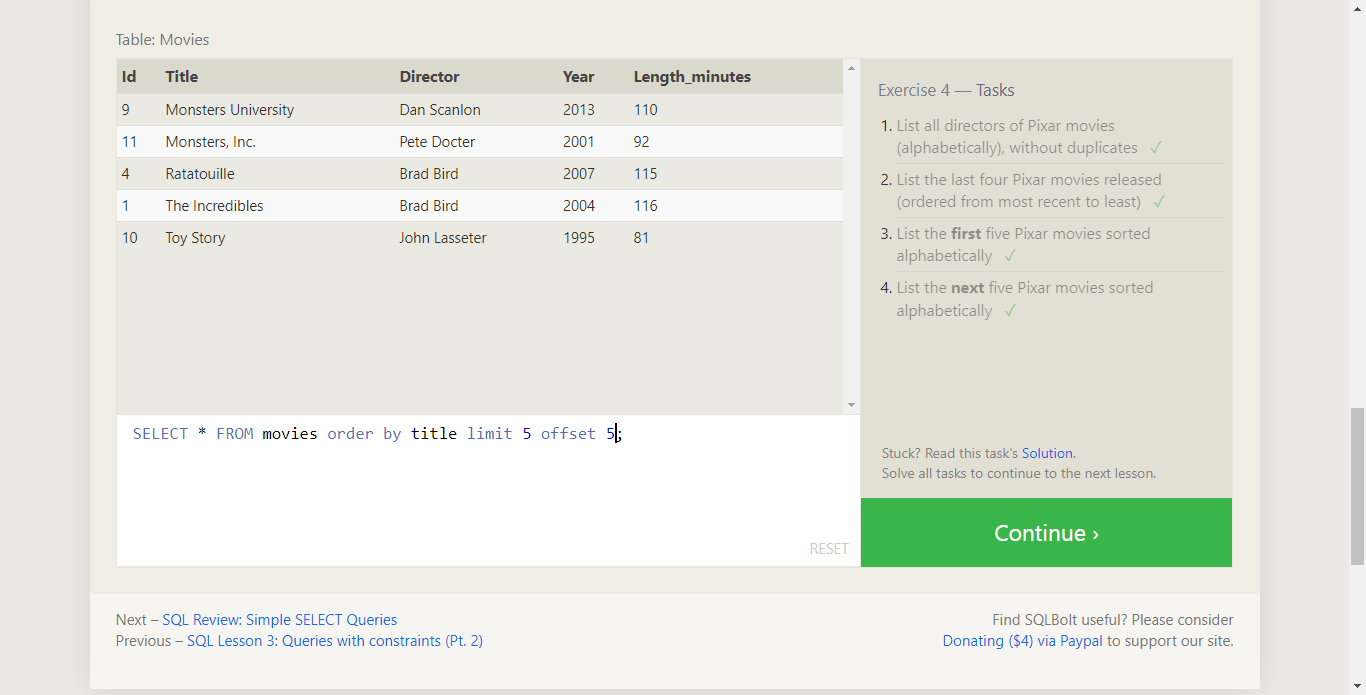 Table: Movies
Id Title Director Year Length_minutes
9 Monsters University Dan Scanlon 2013 110
11 Monsters, Inc. Pete Docter 2001 92
4 Ratatouille Brad Bird 2007 115
1 The Incredibles Brad Bird 2004 116
10 Toy Story John Lasseter 1995 81
SELECT * FROM movies order by title limit 5 offset 5;
RESET
Exercise 4 — Tasks
1. List all directors of Pixar movies
(alphabetically), without duplicates ✓
2. List the last four Pixar movies released
(ordered from most recent to least) ✓
3. List the first five Pixar movies sorted
alphabetically ✓
4. List the next five Pixar movies sorted
alphabetically ✓
Stuck? Read this task's Solution.
Solve all tasks to continue to the next lesson.
Continue ›
Next – SQL Review: Simple SELECT Queries
Previous – SQL Lesson 3: Queries with constraints (Pt. 2)
Find SQLBolt useful? Please consider
Donating ($4) via Paypal to support our site.